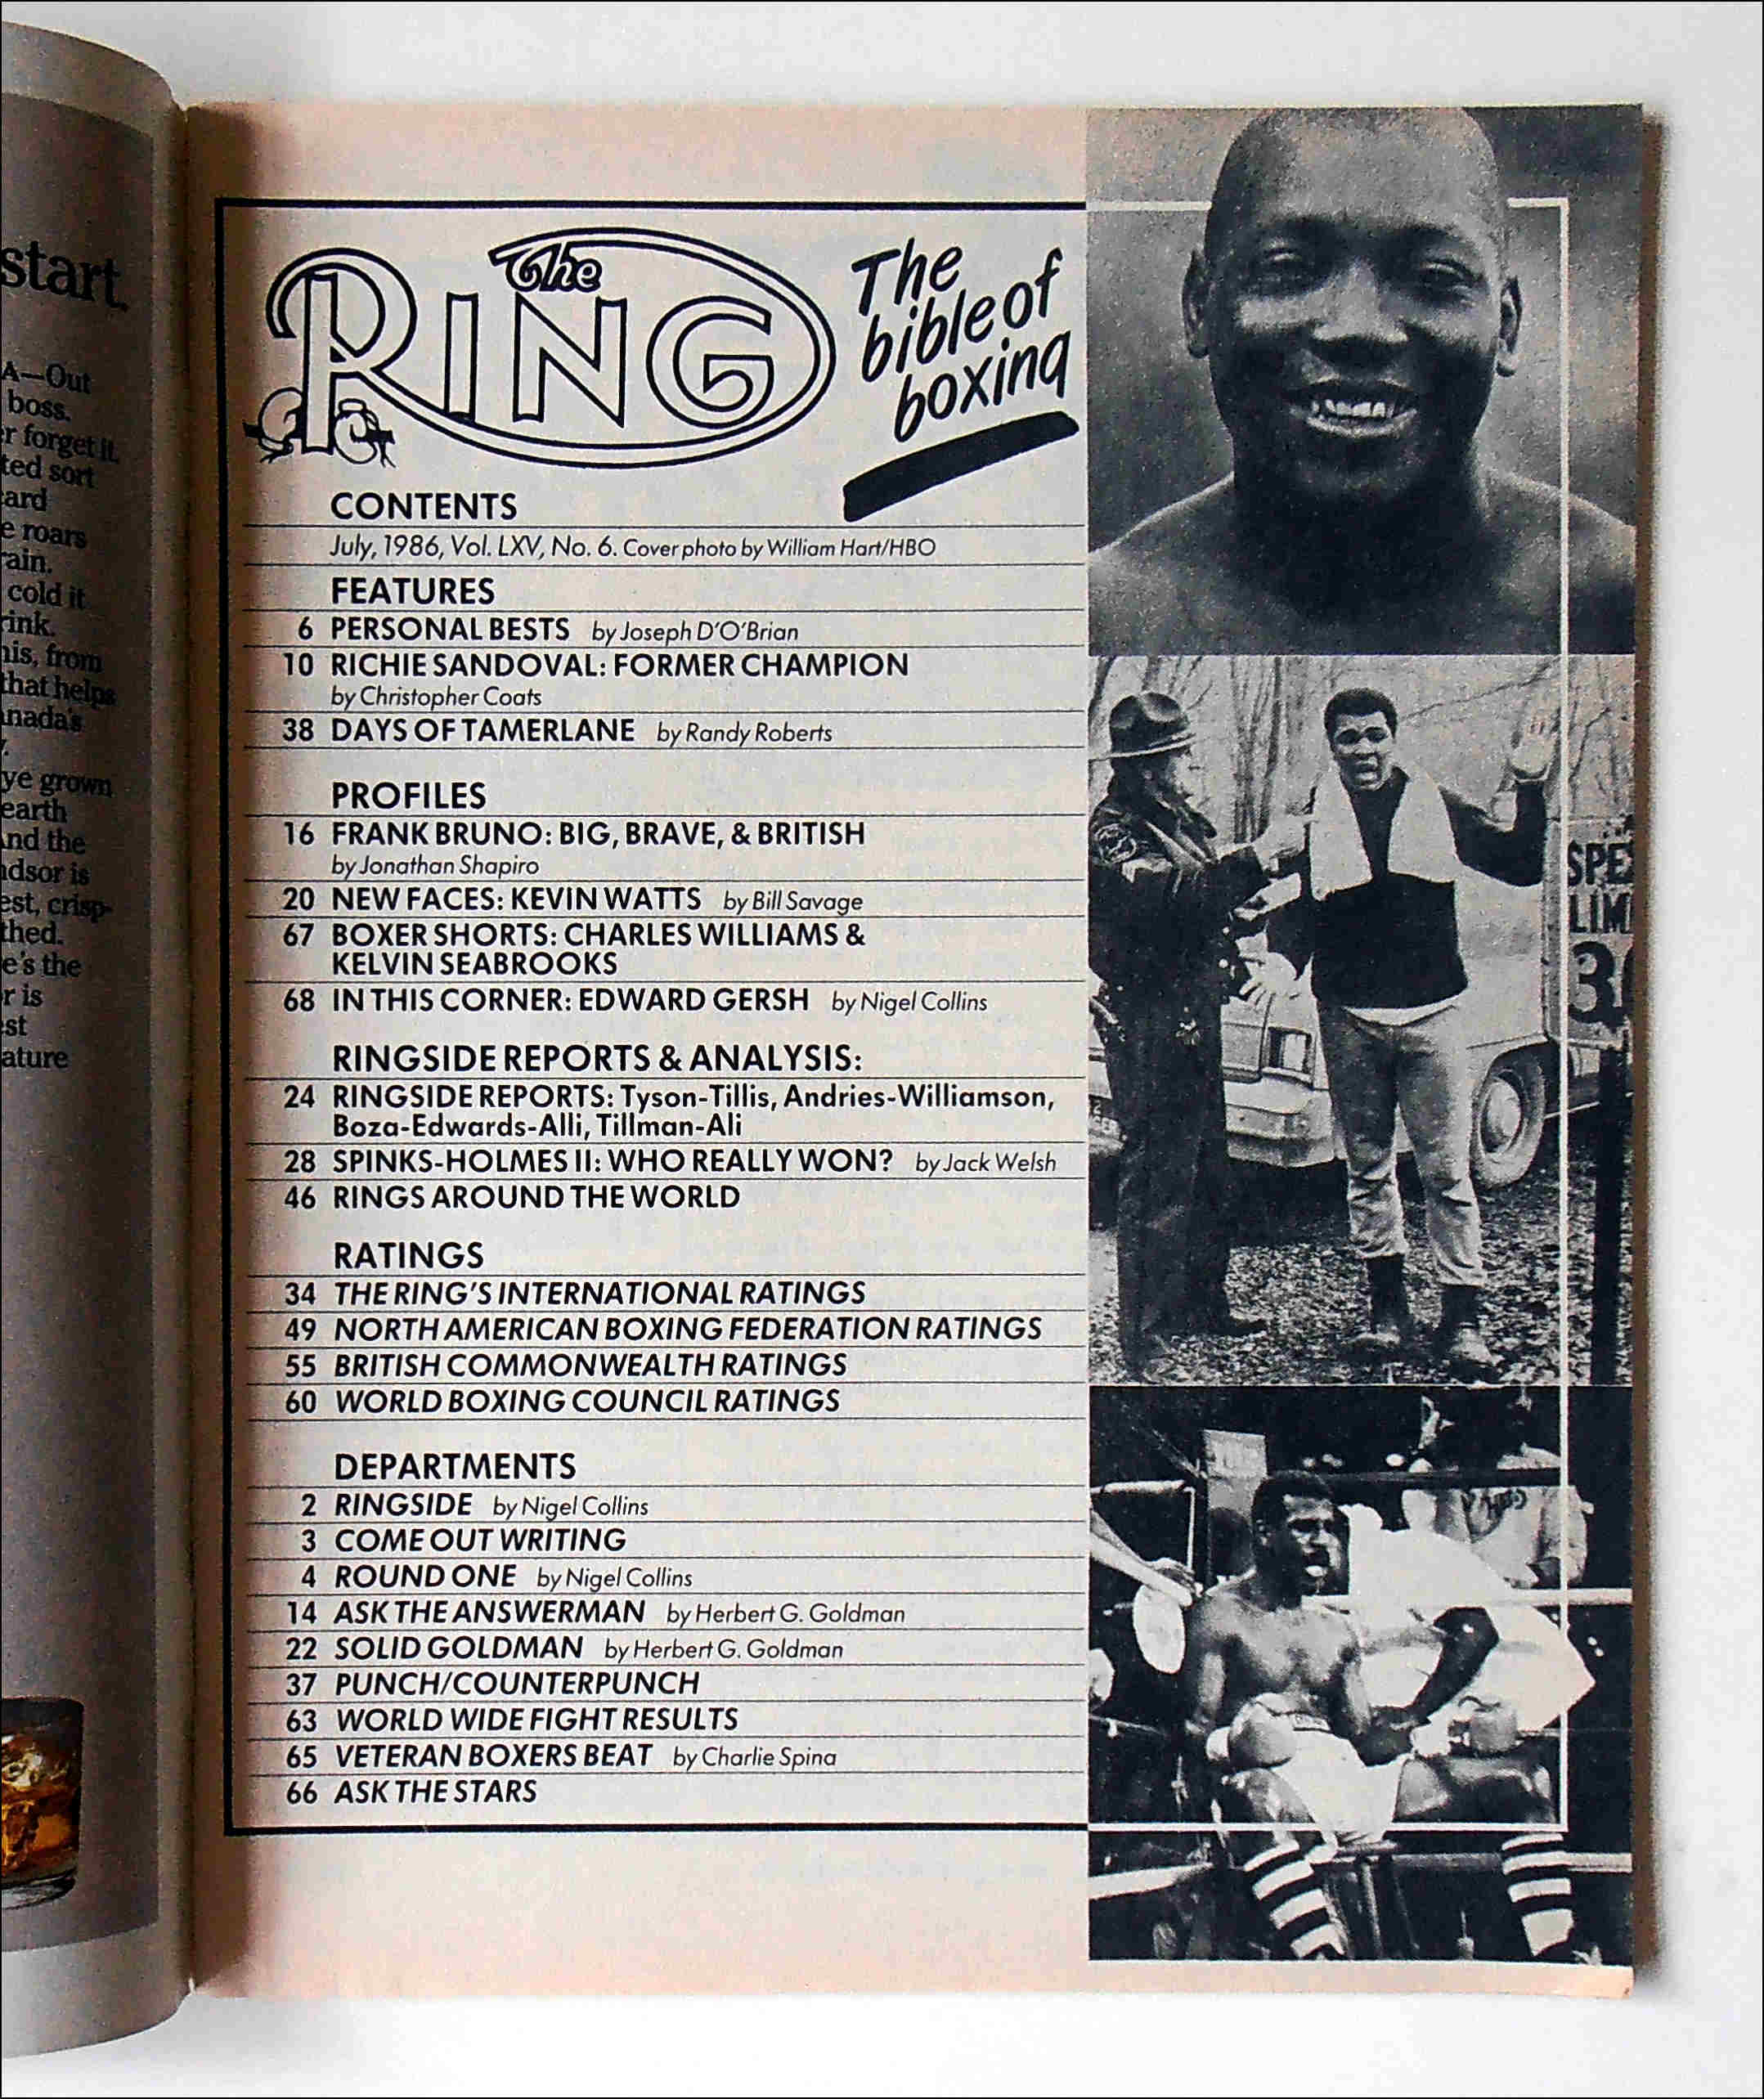 start.
A—Out
boss.
r forget it.
ted sort
ard
e roars
ain.
cold it
ink.
his, from
that helps
nada's
ye grown
earth
nd the
dsor is
est, crisp-
thed.
e's the
r is
st
ature
The
RING
The
bible of
boxing
CONTENTS
July, 1986, Vol. LXV, No. 6. Cover photo by William Hart/HBO
FEATURES
6 PERSONAL BESTS by Joseph D'O'Brian
10 RICHIE SANDOVAL: FORMER CHAMPION
by Christopher Coats
38 DAYS OF TAMERLANE by Randy Roberts
PROFILES
16 FRANK BRUNO: BIG, BRAVE, & BRITISH
by Jonathan Shapiro
20 NEW FACES: KEVIN WATTS by Bill Savage
67 BOXER SHORTS: CHARLES WILLIAMS &
KELVIN SEABROOKS
68 IN THIS CORNER: EDWARD GERSH by Nigel Collins
RINGSIDE REPORTS & ANALYSIS:
24 RINGSIDE REPORTS: Tyson-Tillis, Andries-Williamson,
Boza-Edwards-Alli, Tillman-Ali
28 SPINKS-HOLMES II: WHO REALLY WON? by Jack Welsh
46 RINGS AROUND THE WORLD
RATINGS
34 THE RING'S INTERNATIONAL RATINGS
49 NORTH AMERICAN BOXING FEDERATION RATINGS
55 BRITISH COMMONWEALTH RATINGS
60 WORLD BOXING COUNCIL RATINGS
DEPARTMENTS
2 RINGSIDE by Nigel Collins
3 COME OUT WRITING
4 ROUND ONE by Nigel Collins
14 ASK THE ANSWERMAN by Herbert G. Goldman
22 SOLID GOLDMAN by Herbert G. Goldman
37 PUNCH/COUNTERPUNCH
63 WORLD WIDE FIGHT RESULTS
65 VETERAN BOXERS BEAT by Charlie Spina
66 ASK THE STARS
SPE
LIM
3